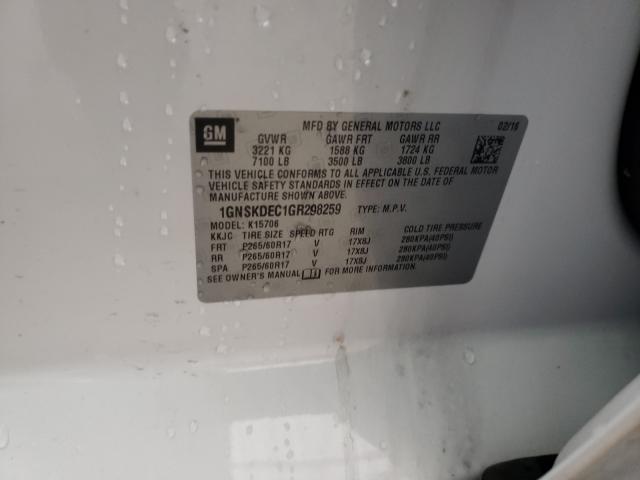 GM
MFD BY GENERAL MOTORS LLC 02/16
GVWR GAWR FRT GAWR RR
3221 KG 1588 KG 1724 KG
7100 LB 3500 LB 3800 LB
THIS VEHICLE CONFORMS TO ALL APPLICABLE U.S. FEDERAL MOTOR
VEHICLE SAFETY STANDARDS IN EFFECT ON THE DATE OF
MANUFACTURE SHOWN ABOVE.
1GNSKDEC1GR298259 TYPE: M.P.V.
MODEL: K15706
KKJC TIRE SIZE SPEED RTG RIM COLD TIRE PRESSURE
FRT P265/60R17 V 17X8J 280KPA(40PSI)
RR P265/60R17 V 17X8J 280KPA(40PSI)
SPA P265/60R17 V 17X8J 280KPA(40PSI)
SEE OWNER'S MANUAL